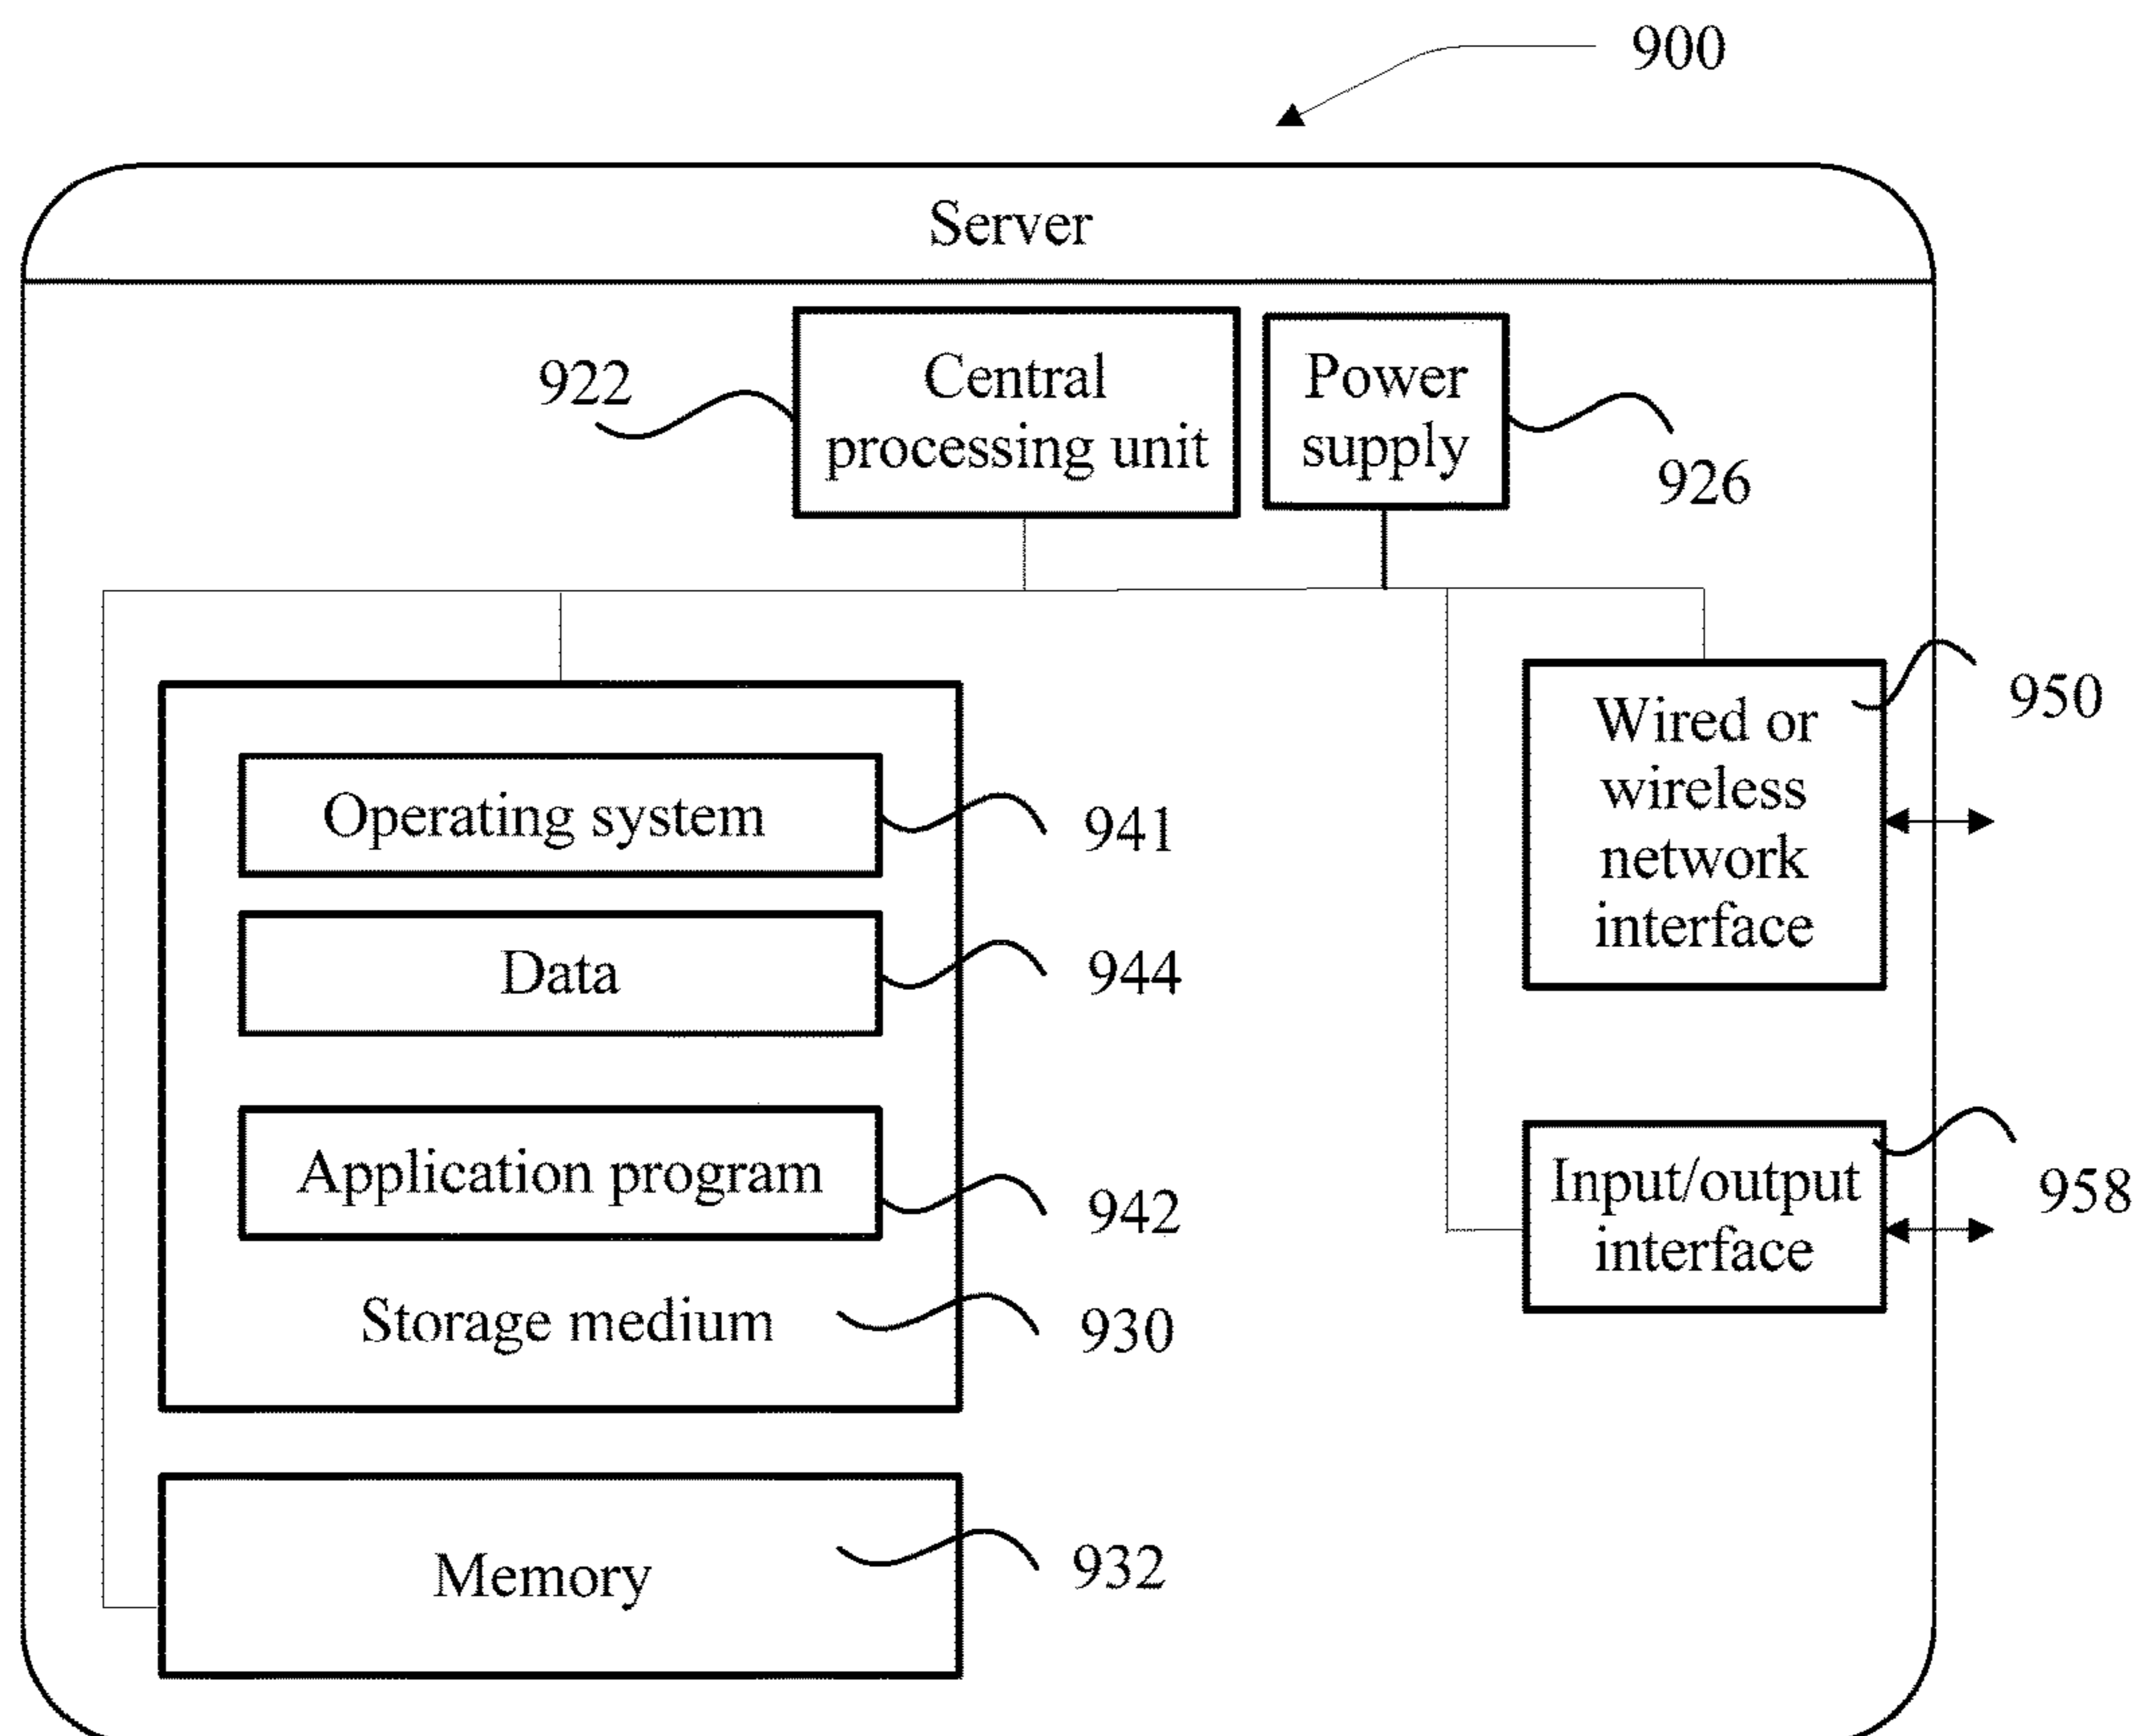 900
Server
922
Central
processing unit
Power
supply
926
Operating system
941
Data
944
Application program
942
Storage medium
930
Memory
932
Wired or
wireless
network
interface
950
Input/output
interface
958